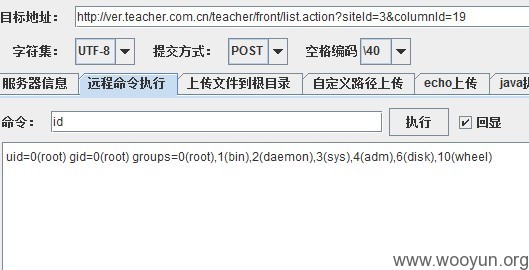 目标地址： http://ver.teacher.com.cn/teacher/front/list.action?siteId=3&columnId=19
字符集： UTF-8 提交方式： POST 空格编码 \40
服务器信息 远程命令执行 上传文件到根目录 自定义路径上传 echo上传 java执
命令： id 执行 回显
uid=0(root) gid=0(root) groups=0(root),1(bin),2(daemon),3(sys),4(adm),6(disk),10(wheel)
www.wooyun.org